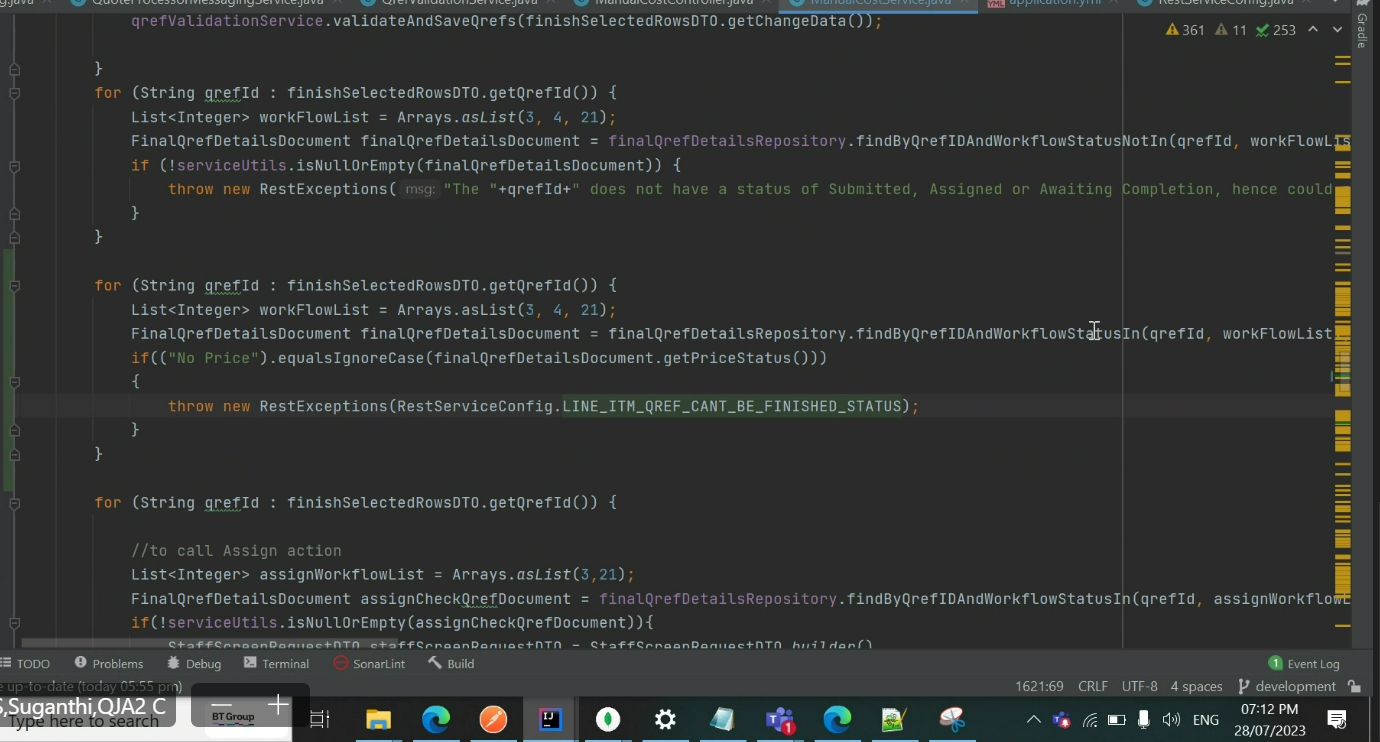 g.java
QuoteProcessorMessagingService.java
QrefValidationService.java
ManualCostController.java
ManualCostService.java
application.yml
RestServiceConfig.java
Gradle
361 11 253
qrefValidationService.validateAndSaveQrefs(finishSelectedRowsDTO.getChangeData());
}
for (String qrefId : finishSelectedRowsDTO.getQrefId()) {
List<Integer> workFlowList = Arrays.asList(3, 4, 21);
FinalQrefDetailsDocument finalQrefDetailsDocument = finalQrefDetailsRepository.findByQrefIDAndWorkflowStatusNotIn(qrefId, workFlowLis
if (!serviceUtils.isNullOrEmpty(finalQrefDetailsDocument)) {
throw new RestExceptions( msg: "The "+qrefId+" does not have a status of Submitted, Assigned or Awaiting Completion, hence could
}
}
for (String qrefId : finishSelectedRowsDTO.getQrefId()) {
List<Integer> workFlowList = Arrays.asList(3, 4, 21);
FinalQrefDetailsDocument finalQrefDetailsDocument = finalQrefDetailsRepository.findByQrefIDAndWorkflowStatusIn(qrefId, workFlowList
if(("No Price").equalsIgnoreCase(finalQrefDetailsDocument.getPriceStatus()))
{
throw new RestExceptions(RestServiceConfig.LINE_ITM_QREF_CANT_BE_FINISHED_STATUS);
}
}
for (String qrefId : finishSelectedRowsDTO.getQrefId()) {
//to call Assign action
List<Integer> assignWorkflowList = Arrays.asList(3,21);
FinalQrefDetailsDocument assignCheckQrefDocument = finalQrefDetailsRepository.findByQrefIDAndWorkflowStatusIn(qrefId, assignWorkflowL
if(!serviceUtils.isNullOrEmpty(assignCheckQrefDocument)){
StaffScreenRequestDTO staffScreenRequestDTO = StaffScreenRequestDTO.builder()
TODO Problems Debug Terminal SonarLint Build 1 Event Log
e up-to-date (today 05:55 pm) 1621:69 CRLF UTF-8 4 spaces development
S,Suganthi,QJA2 C
Type here to search
BT Group
1
ENG
07:12 PM
28/07/2023